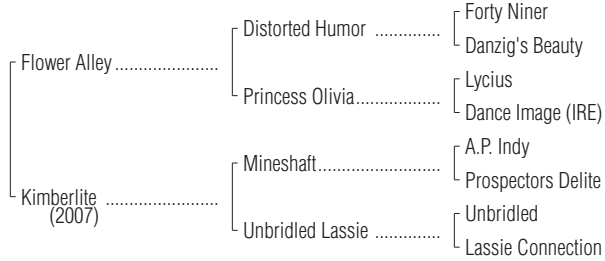 Forty Niner
Distorted Humor ..............
Danzig's Beauty
Flower Alley ......................
Lycius
Princess Olivia..................
Dance Image (IRE)
A.P. Indy
Mineshaft..........................
Prospectors Delite
Kimberlite ........................
(2007)
Unbridled
Unbridled Lassie ..............
Lassie Connection